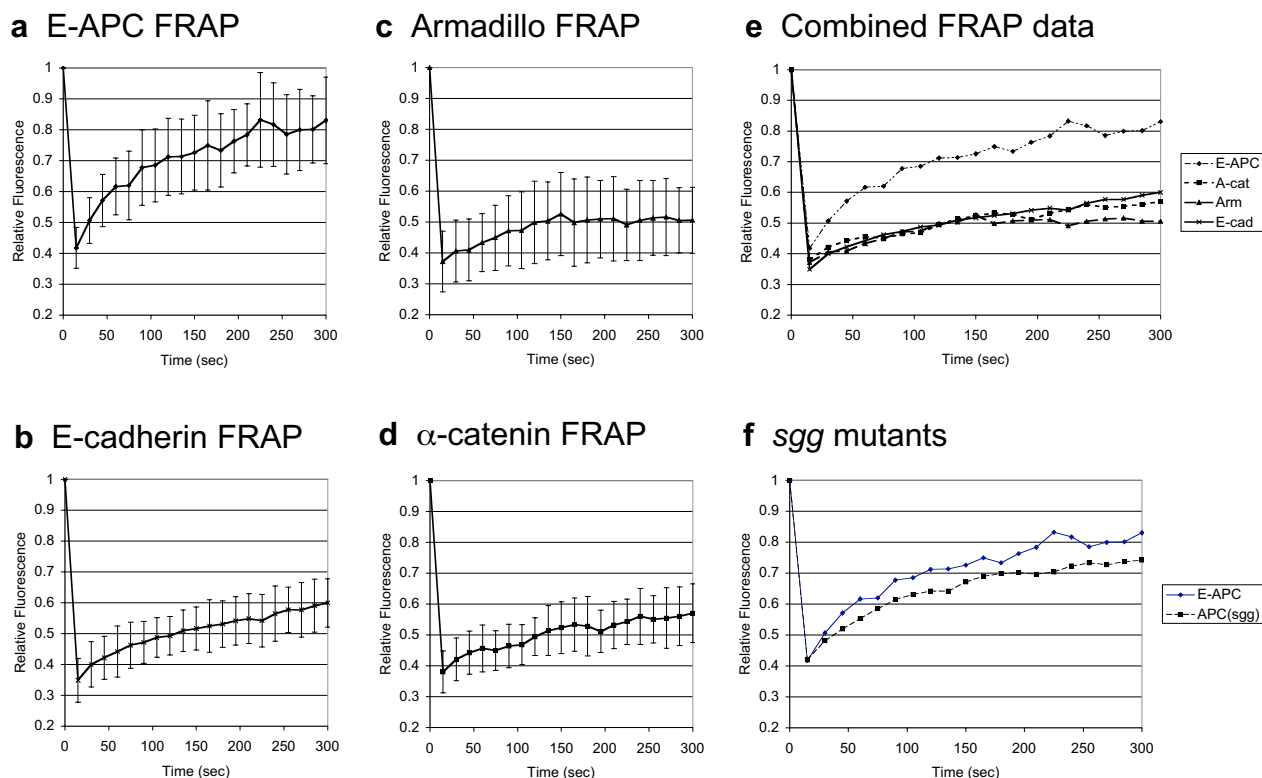 a E-APC FRAP
1
0.9
0.8
0.7
0.6
0.5
0.4
0.3
0.2
Relative Fluorescence
0 50 100 150 200 250 300
Time (sec)
c Armadillo FRAP
1
0.9
0.8
0.7
0.6
0.5
0.4
0.3
0.2
Relative Fluorescence
0 50 100 150 200 250 300
Time (sec)
e Combined FRAP data
1
0.9
0.8
0.7
0.6
0.5
0.4
0.3
0.2
Relative Fluorescence
0 50 100 150 200 250 300
Time (sec)
E-APC
A-cat
Arm
E-cad
b E-cadherin FRAP
1
0.9
0.8
0.7
0.6
0.5
0.4
0.3
0.2
Relative Fluorescence
0 50 100 150 200 250 300
Time (sec)
d α-catenin FRAP
1
0.9
0.8
0.7
0.6
0.5
0.4
0.3
0.2
Relative Fluorescence
0 50 100 150 200 250 300
Time (sec)
f sgg mutants
1
0.9
0.8
0.7
0.6
0.5
0.4
0.3
0.2
Relative Fluorescence
0 50 100 150 200 250 300
Time (sec)
E-APC
APC(sgg)